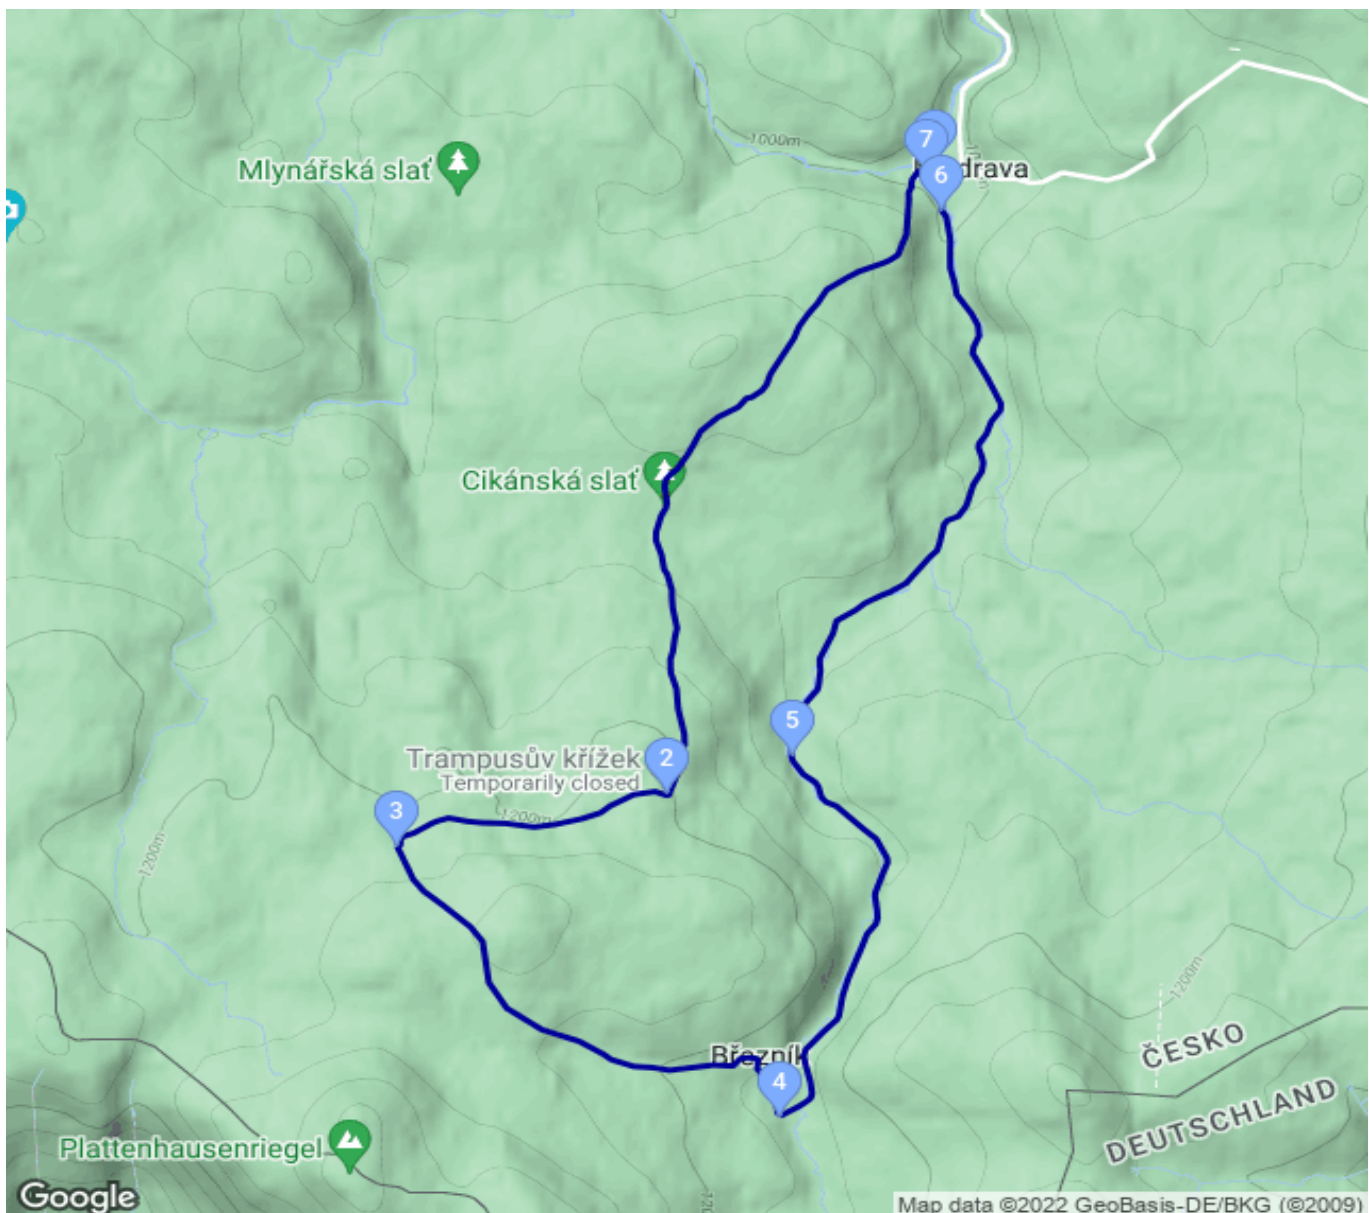 1000m
7
Mlynářská slať
drava
6
Cikánská slať
5
Trampusův křížek
2
Temporarily closed
3
1200m
1200m
1200m
ČESKO
Březník
4
DEUTSCHLAND
Plattenhausenriegel
Google
Map data ©2022 GeoBasis-DE/BKG (©2009)